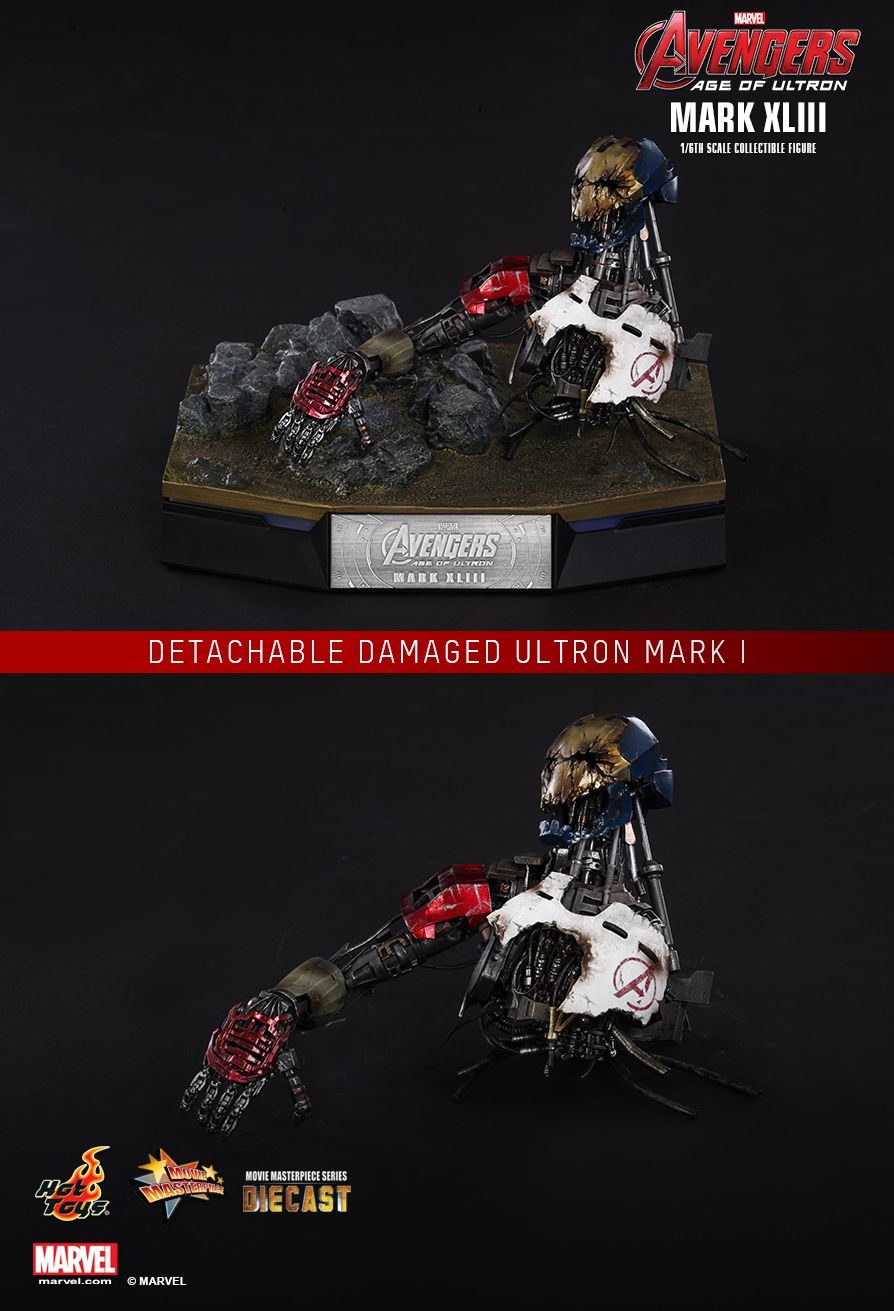 MARVEL
AVENGERS
AGE OF ULTRON
MARK XLIII
1/6TH SCALE COLLECTIBLE FIGURE
A
MARVEL
AVENGERS
AGE OF ULTRON
MARK XLIII
DETACHABLE DAMAGED ULTRON MARK I
A
HOT TOYS
MOVIE MASTERPIECE
MOVIE MASTERPIECE SERIES
DIECAST
MARVEL
marvel.com
© MARVEL